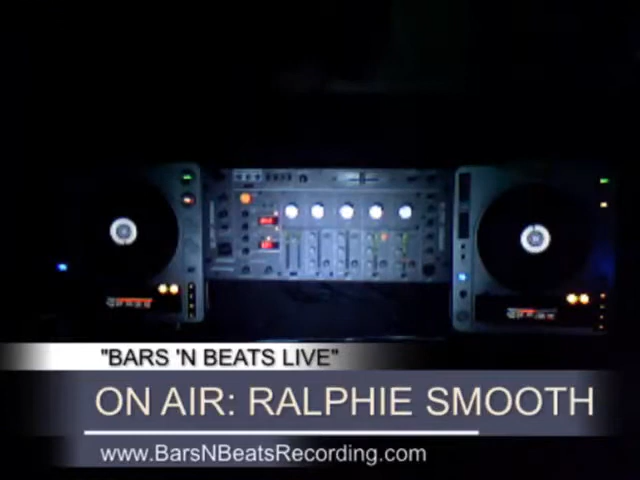 "BARS 'N BEATS LIVE"
ON AIR: RALPHIE SMOOTH
www.BarsNBeatsRecording.com